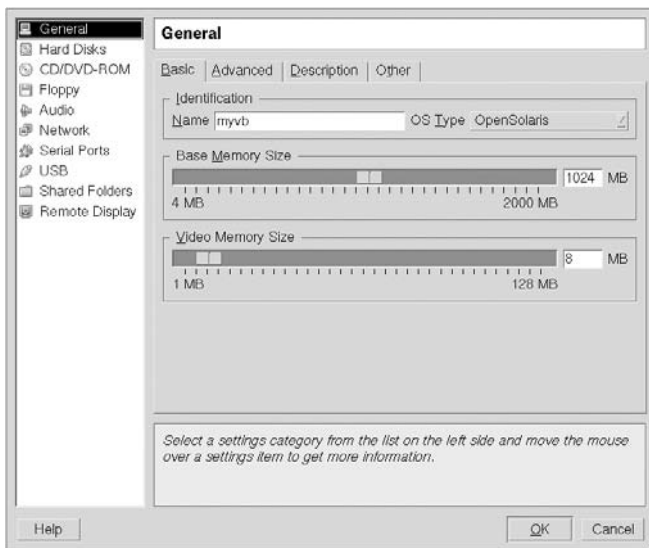 General
Hard Disks
CD/DVD-ROM
Floppy
Audio
Network
Serial Ports
USB
Shared Folders
Remote Display
General
Basic Advanced Description Other
Identification
Name myvb OS Type OpenSolaris
Base Memory Size
1024 MB
4 MB 2000 MB
Video Memory Size
8 MB
1 MB 128 MB
Select a settings category from the list on the left side and move the mouse
over a settings item to get more information.
Help OK Cancel